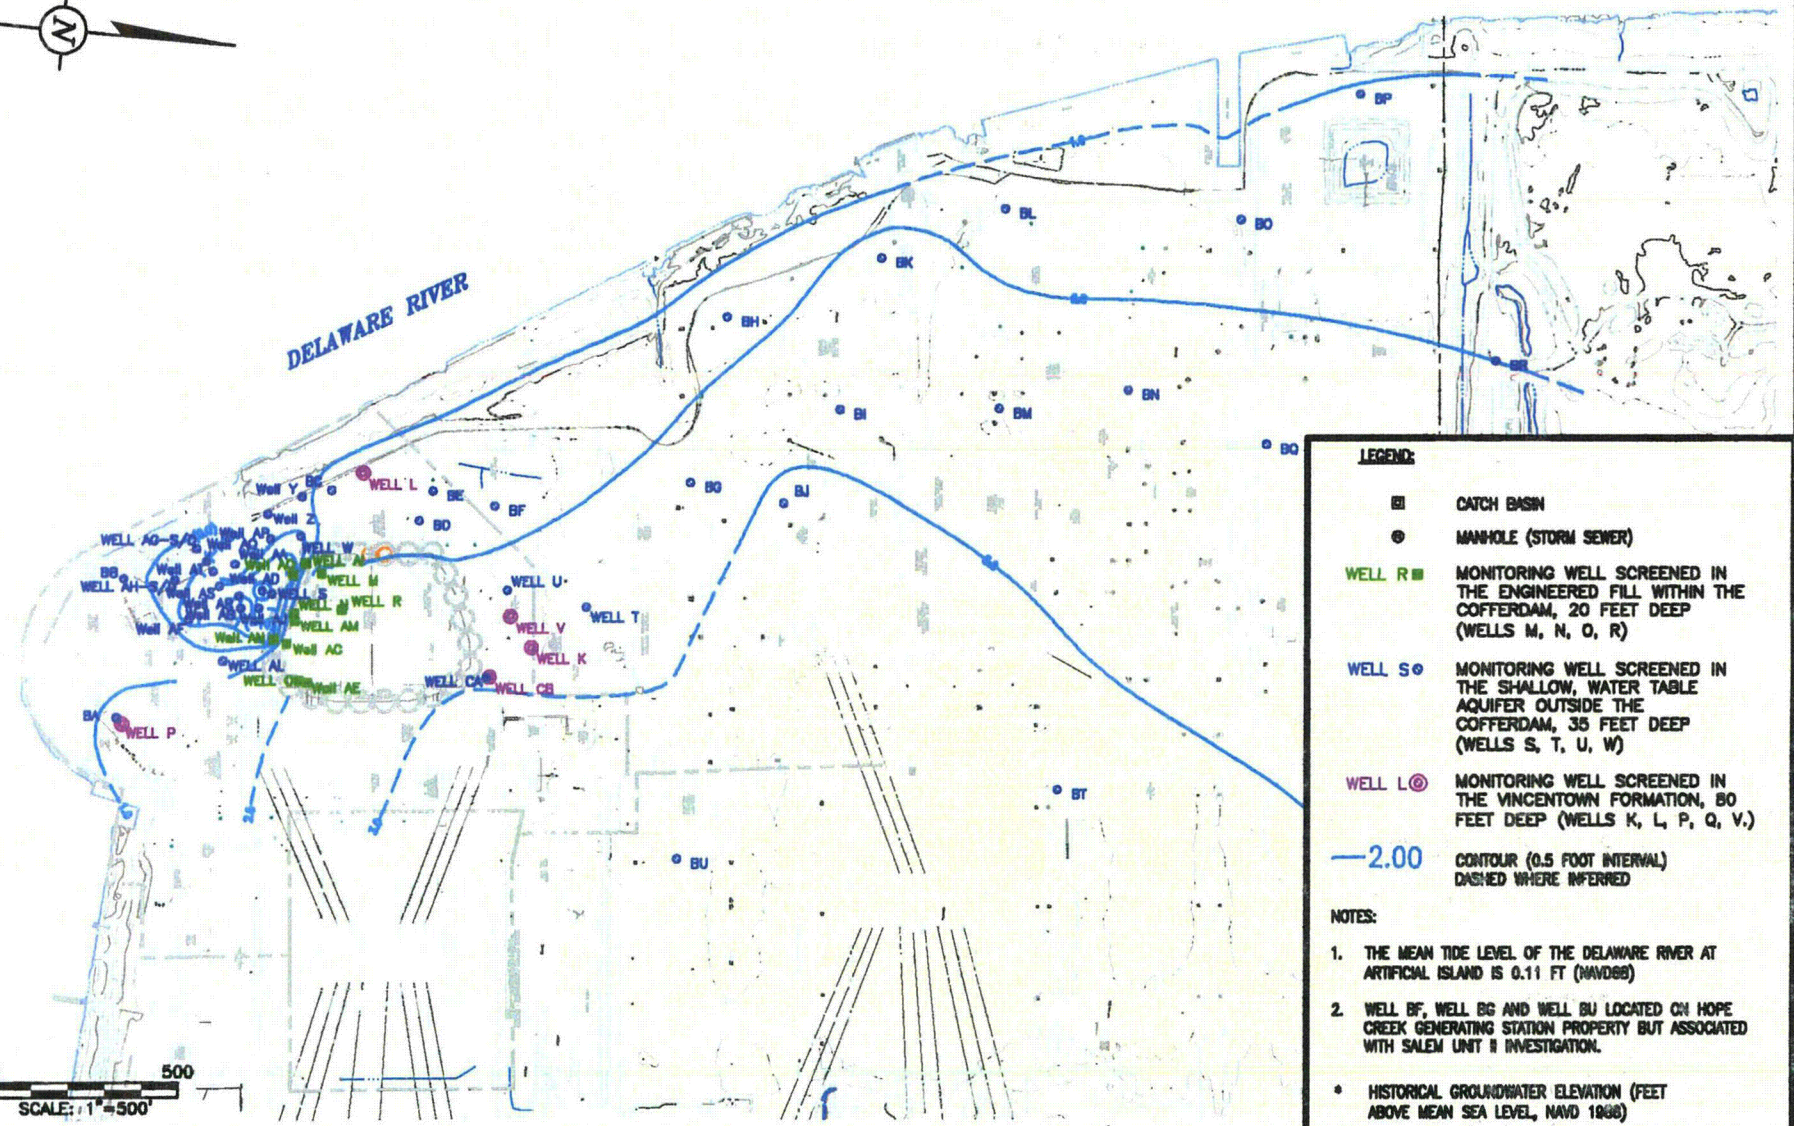 N
DELAWARE RIVER
BP
BL
BO
BK
BH
BR
BI
BM
BN
BQ
BG
BJ
WELL L
BE
BF
BD
Well Y
BC
Well Z
WELL W
WELL M
WELL R
WELL S
WELL AM
Well AC
WELL AL
Well AE
BB
Well AF
WELL U
WELL T
WELL V
WELL K
WELL CA
WELL CB
BA
WELL P
BT
BU
500
SCALE: 1"=500'
LEGEND:
CATCH BASIN
MANHOLE (STORM SEWER)
WELL R
MONITORING WELL SCREENED IN
THE ENGINEERED FILL WITHIN THE
COFFERDAM, 20 FEET DEEP
(WELLS M, N, O, R)
WELL S
MONITORING WELL SCREENED IN
THE SHALLOW, WATER TABLE
AQUIFER OUTSIDE THE
COFFERDAM, 35 FEET DEEP
(WELLS S, T, U, W)
WELL L
MONITORING WELL SCREENED IN
THE VINCENTOWN FORMATION, 80
FEET DEEP (WELLS K, L, P, Q, V.)
2.00
CONTOUR (0.5 FOOT INTERVAL)
DASHED WHERE INFERRED
NOTES:
1. THE MEAN TIDE LEVEL OF THE DELAWARE RIVER AT
ARTIFICIAL ISLAND IS 0.11 FT (NAVD88)
2. WELL BF, WELL BG AND WELL BU LOCATED ON HOPE
CREEK GENERATING STATION PROPERTY BUT ASSOCIATED
WITH SALEM UNIT II INVESTIGATION.
* HISTORICAL GROUNDWATER ELEVATION (FEET
ABOVE MEAN SEA LEVEL, NAVD 1988)